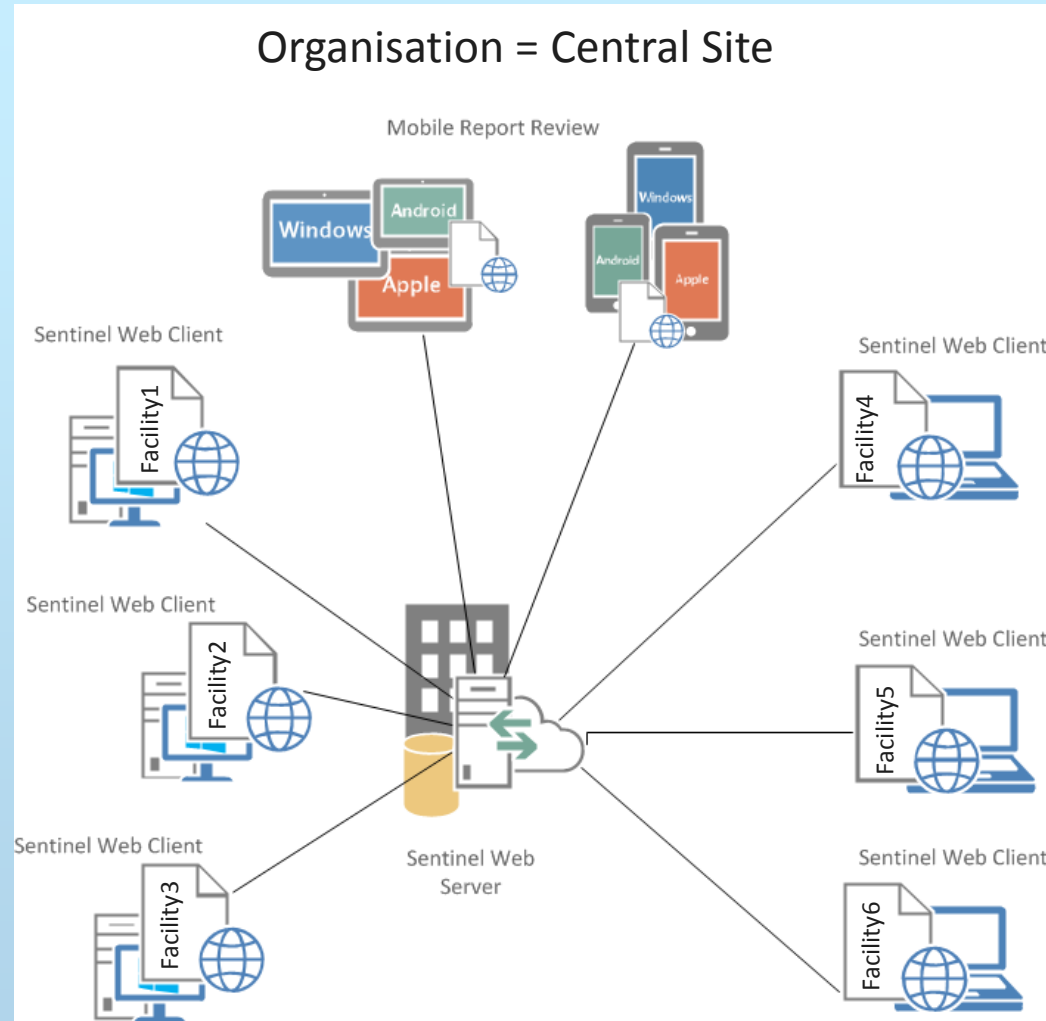 Organisation = Central Site
Mobile Report Review
Windows
Android
Apple
Windows
Android
Apple
Sentinel Web Client
Facility1
Sentinel Web Client
Facility4
Sentinel Web Client
Facility2
Sentinel Web Client
Facility5
Sentinel Web Client
Facility3
Sentinel Web
Server
Sentinel Web Client
Facility6